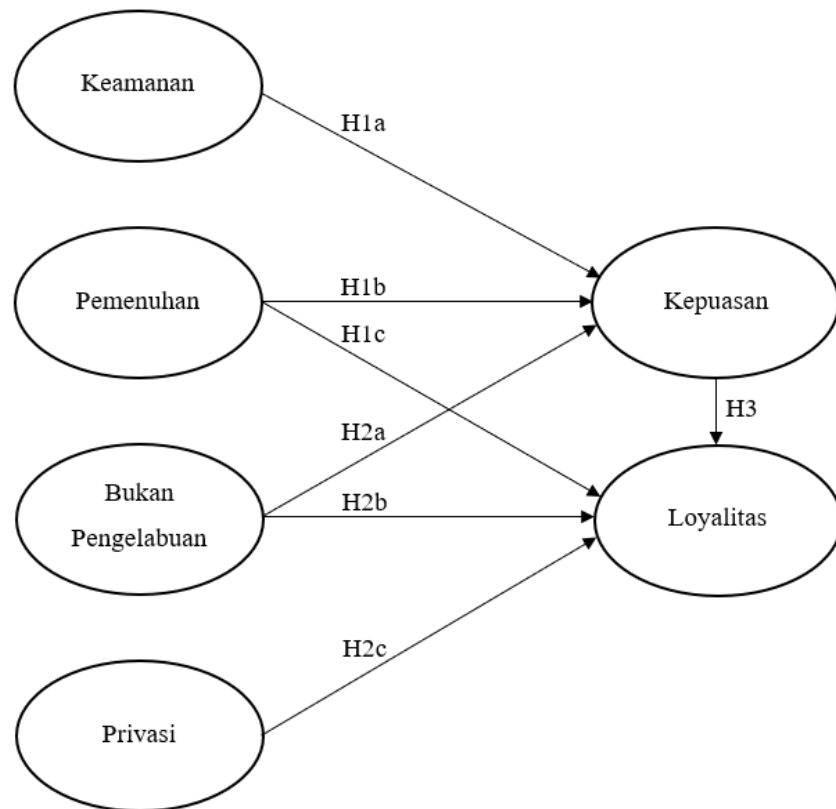 Keamanan
H1a
Pemenuhan
H1b
Kepuasan
H1c
H3
H2a
Bukan
Pengelabuan
H2b
Loyalitas
H2c
Privasi